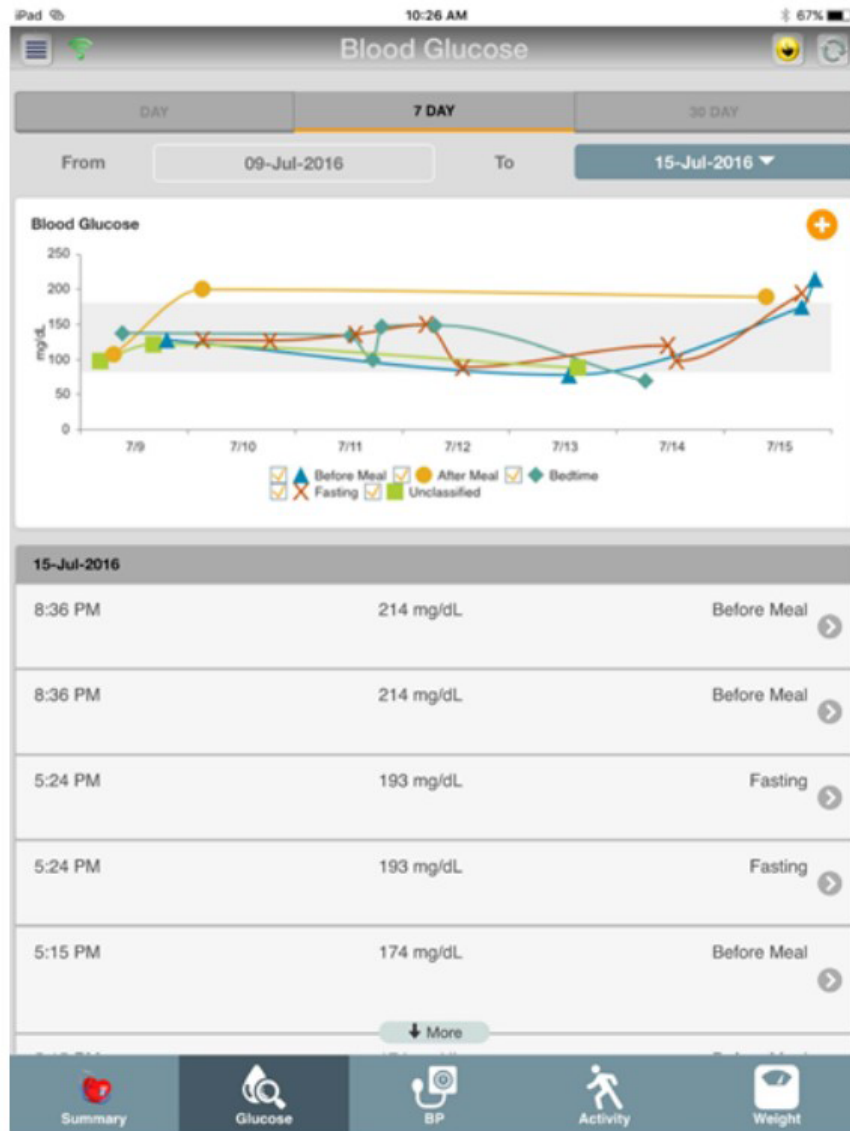 iPad 10:26 AM 67%
Blood Glucose
DAY 7 DAY 30 DAY
From 09-Jul-2016 To 15-Jul-2016
Blood Glucose
250
200
150
100
50
0
mg/dL
7/9 7/10 7/11 7/12 7/13 7/14 7/15
Before Meal After Meal Bedtime
Fasting Unclassified
15-Jul-2016
8:36 PM 214 mg/dL Before Meal
8:36 PM 214 mg/dL Before Meal
5:24 PM 193 mg/dL Fasting
5:24 PM 193 mg/dL Fasting
5:15 PM 174 mg/dL Before Meal
More
Summary Glucose BP Activity Weight